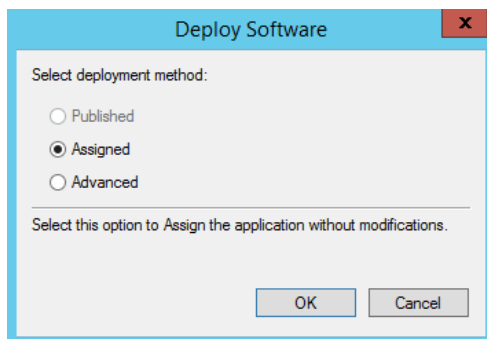 Deploy Software
x
Select deployment method:
Published
Assigned
Advanced
Select this option to Assign the application without modifications.
OK
Cancel